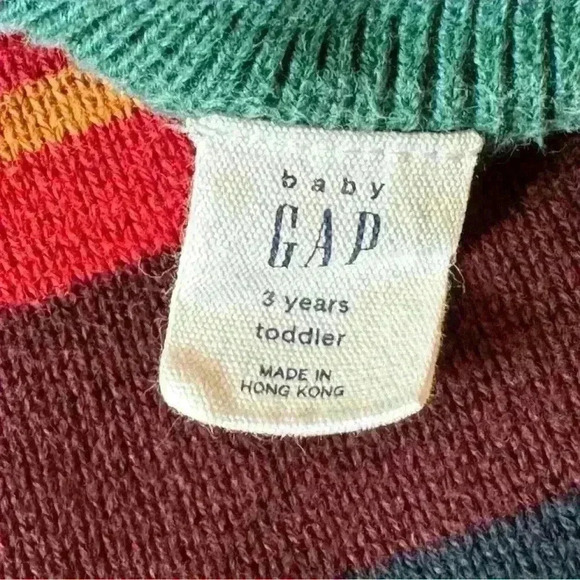 baby
GAP
3 years
toddler
MADE IN
HONG KONG